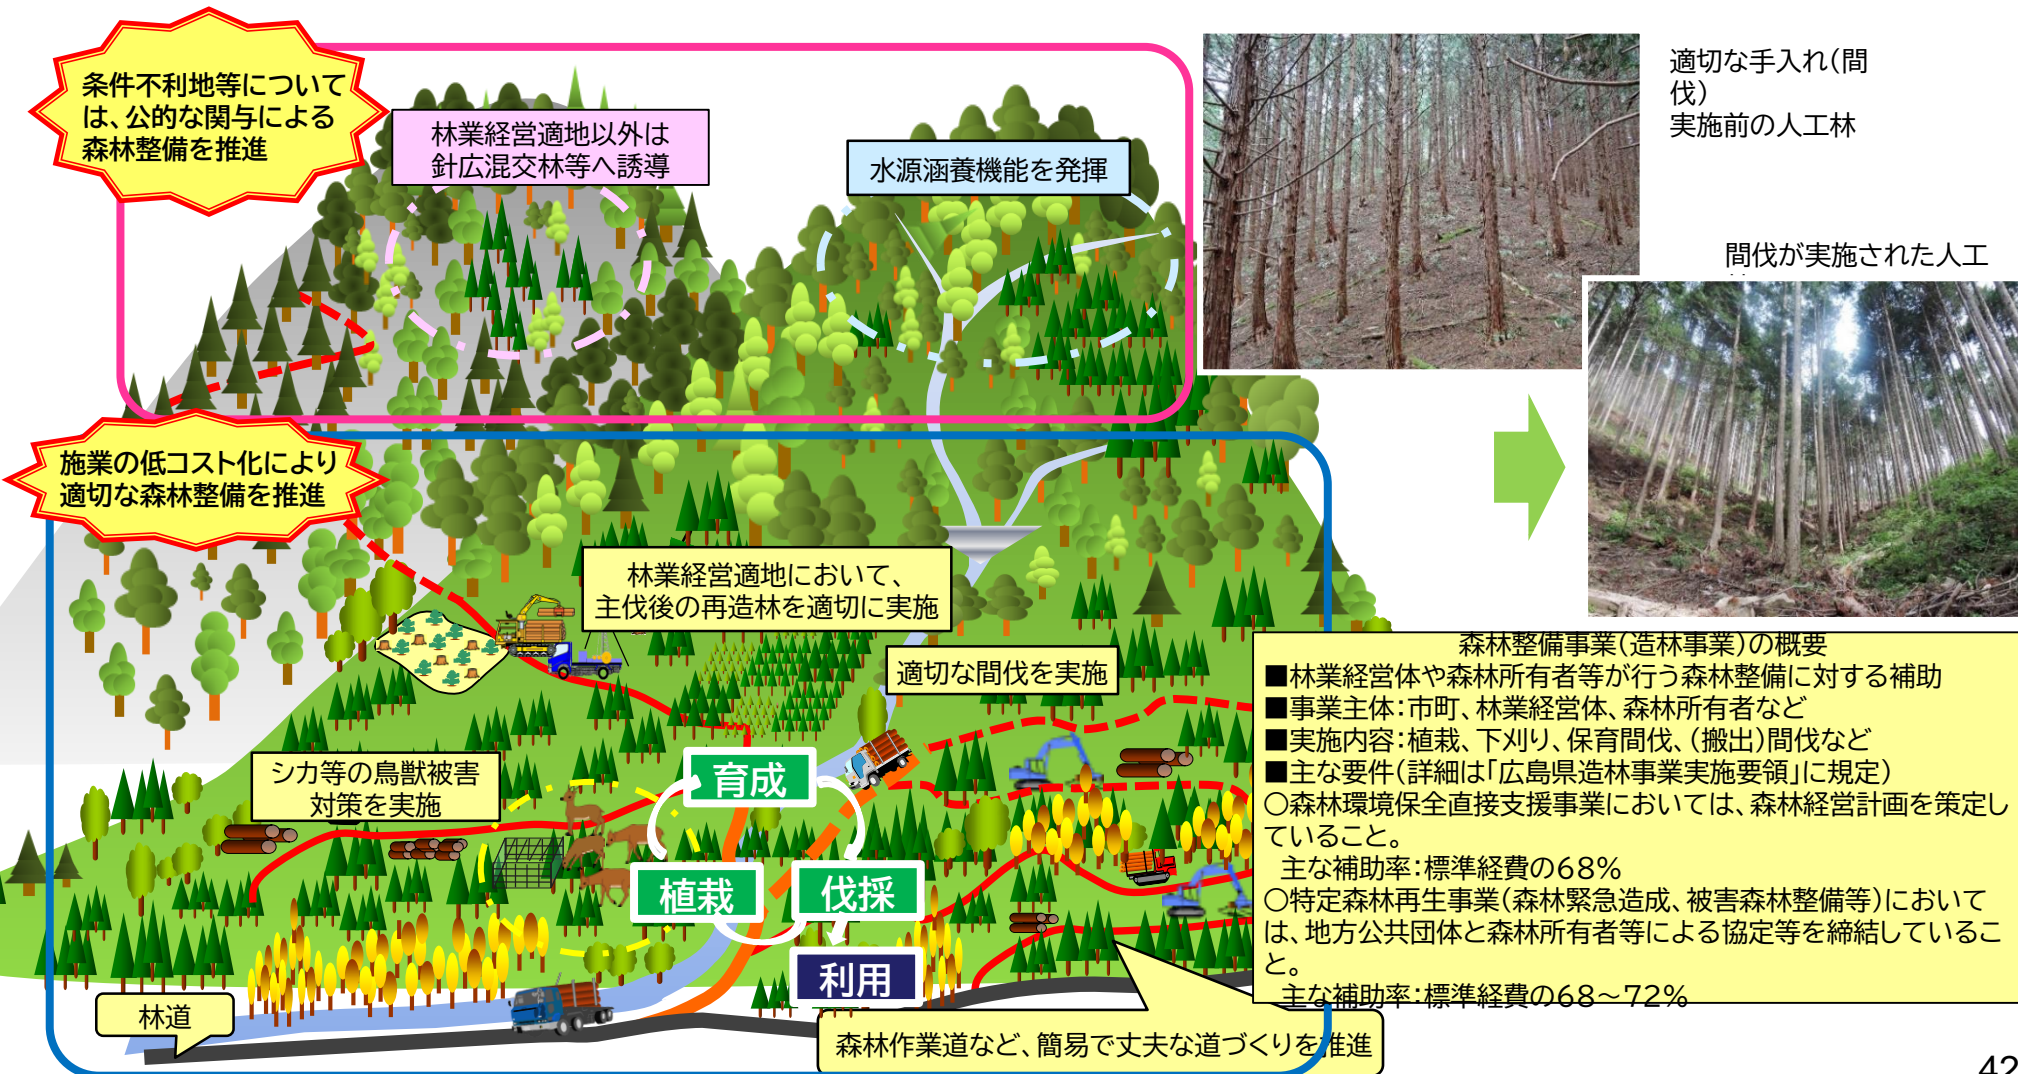 条件不利地等について
は、公的な関与による
森林整備を推進
林業経営適地以外は
針広混交林等へ誘導
水源涵養機能を発揮
適切な手入れ(間
伐)
実施前の人工林
間伐が実施された人工
施業の低コスト化により
適切な森林整備を推進
林業経営適地において、
主伐後の再造林を適切に実施
適切な間伐を実施
シカ等の鳥獣被害
対策を実施
育成
植栽
伐採
利用
林道
森林作業道など、簡易で丈夫な道づくりを推進
森林整備事業(造林事業)の概要
■林業経営体や森林所有者等が行う森林整備に対する補助
■事業主体:市町、林業経営体、森林所有者など
■実施内容:植栽、下刈り、保育間伐、(搬出)間伐など
■主な要件(詳細は「広島県造林事業実施要領」に規定)
○森林環境保全直接支援事業においては、森林経営計画を策定し
ていること。
主な補助率:標準経費の68%
○特定森林再生事業(森林緊急造成、被害森林整備等)において
は、地方公共団体と森林所有者等による協定等を締結しているこ
と。
主な補助率:標準経費の68～72%
42